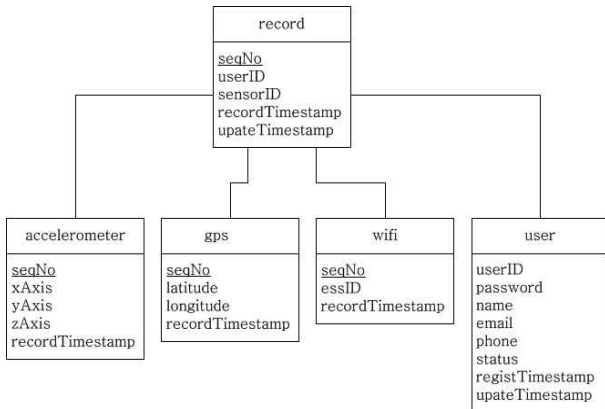 record
seqNo
userID
sensorID
recordTimestamp
upateTimestamp
accelerometer
seqNo
xAxis
yAxis
zAxis
recordTimestamp
gps
seqNo
latitude
longitude
recordTimestamp
wifi
seqNo
essID
recordTimestamp
user
userID
password
name
email
phone
status
registTimestamp
upateTimestamp